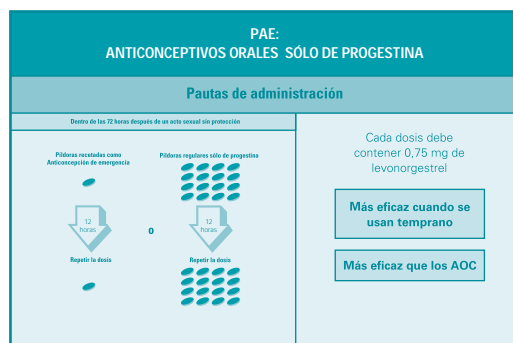 PAE:
ANTICONCEPTIVOS ORALES SÓLO DE PROGESTINA
Pautas de administración
Dentro de las 72 horas después de un acto sexual sin protección
Píldoras recetadas como
Anticoncepción de emergencia
12
horas
Repetir la dosis
o
Píldoras regulares sólo de progestina
12
horas
Repetir la dosis
Cada dosis debe
contener 0,75 mg de
levonorgestrel
Más eficaz cuando se
usan temprano
Más eficaz que los AOC